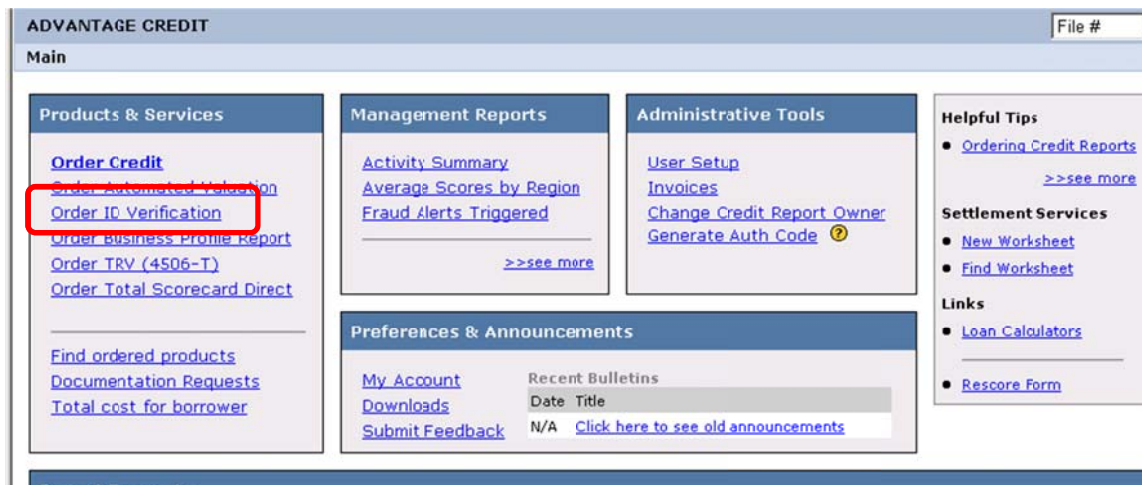 ADVANTAGE CREDIT
File #
Main
Products & Services
Order Credit
Order Automated Valuation
Order ID Verification
Order Business Profile Report
Order TRV (4506-T)
Order Total Scorecard Direct
Find ordered products
Documentation Requests
Total cost for borrower
Management Reports
Activity Summary
Average Scores by Region
Fraud Alerts Triggered
>>see more
Administrative Tools
User Setup
Invoices
Change Credit Report Owner
Generate Auth Code ?
Preferences & Announcements
My Account
Downloads
Submit Feedback
Recent Bulletins
Date Title
N/A Click here to see old announcements
Helpful Tips
Ordering Credit Reports
>>see more
Settlement Services
New Worksheet
Find Worksheet
Links
Loan Calculators
Rescore Form